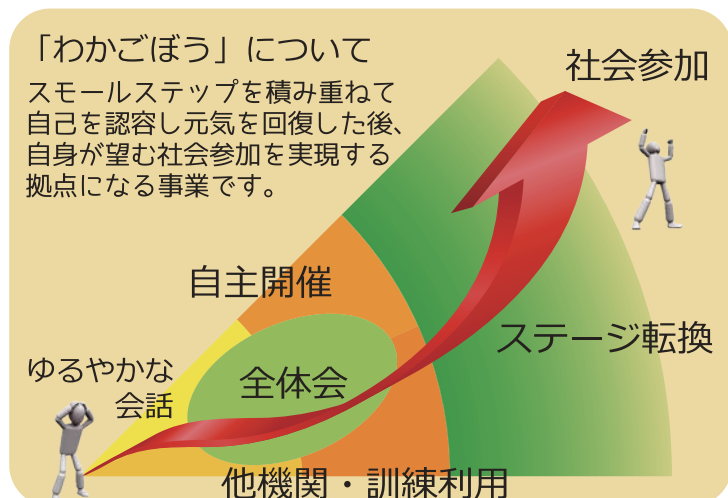 「わかごぼう」について
スモールステップを積み重ねて
自己を認容し元気を回復した後、
自身が望む社会参加を実現する
拠点になる事業です。
社会参加
自主開催
ステージ転換
ゆるやかな
会話
全体会
他機関・訓練利用